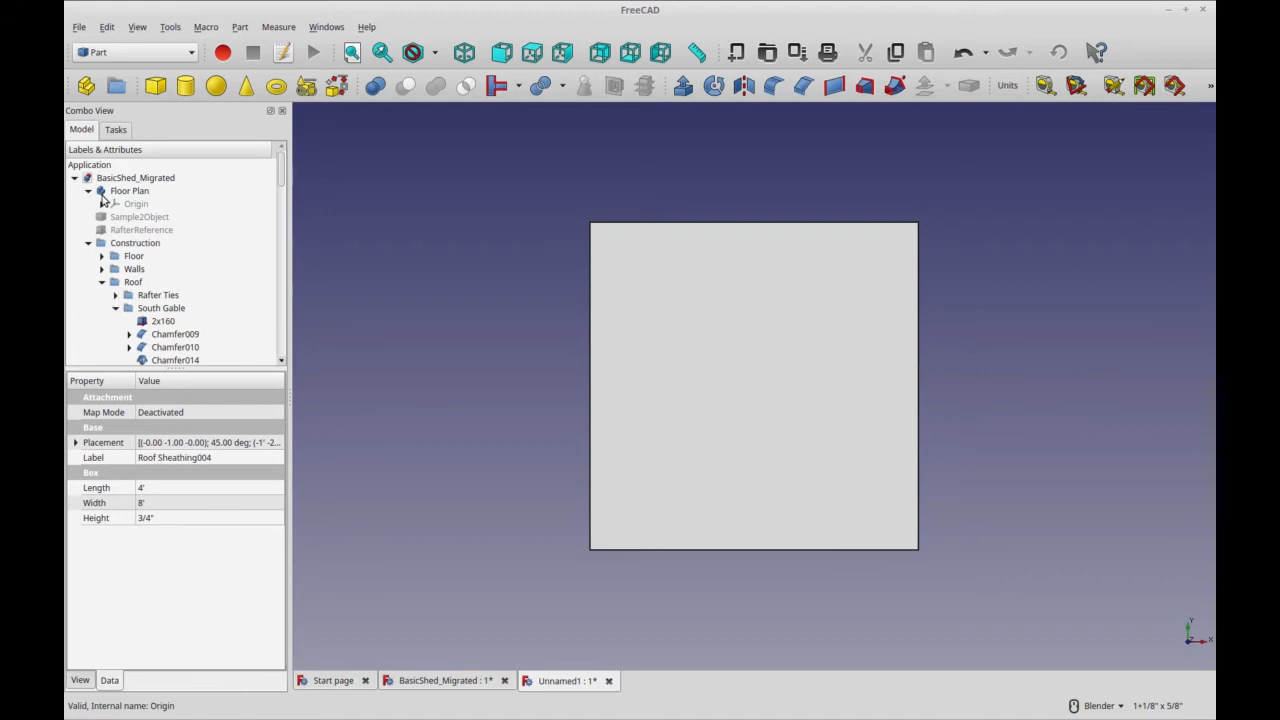 FreeCAD
File Edit View Tools Macro Part Measure Windows Help
Part
Units
»
Combo View
Model Tasks
Labels & Attributes
Application
BasicShed_Migrated
Floor Plan
Origin
Sample2Object
RafterReference
Construction
Floor
Walls
Roof
Rafter Ties
South Gable
2x160
Chamfer009
Chamfer010
Chamfer014
Property Value
Attachment
Map Mode Deactivated
Base
Placement [(-0.00 -1.00 -0.00); 45.00 deg; (-1' -2...
Label Roof Sheathing004
Box
Length 4'
Width 8'
Height 3/4"
Y
Z
X
View Data
Start page BasicShed_Migrated : 1* Unnamed1 : 1*
Valid, Internal name: Origin
Blender 1+1/8" x 5/8"